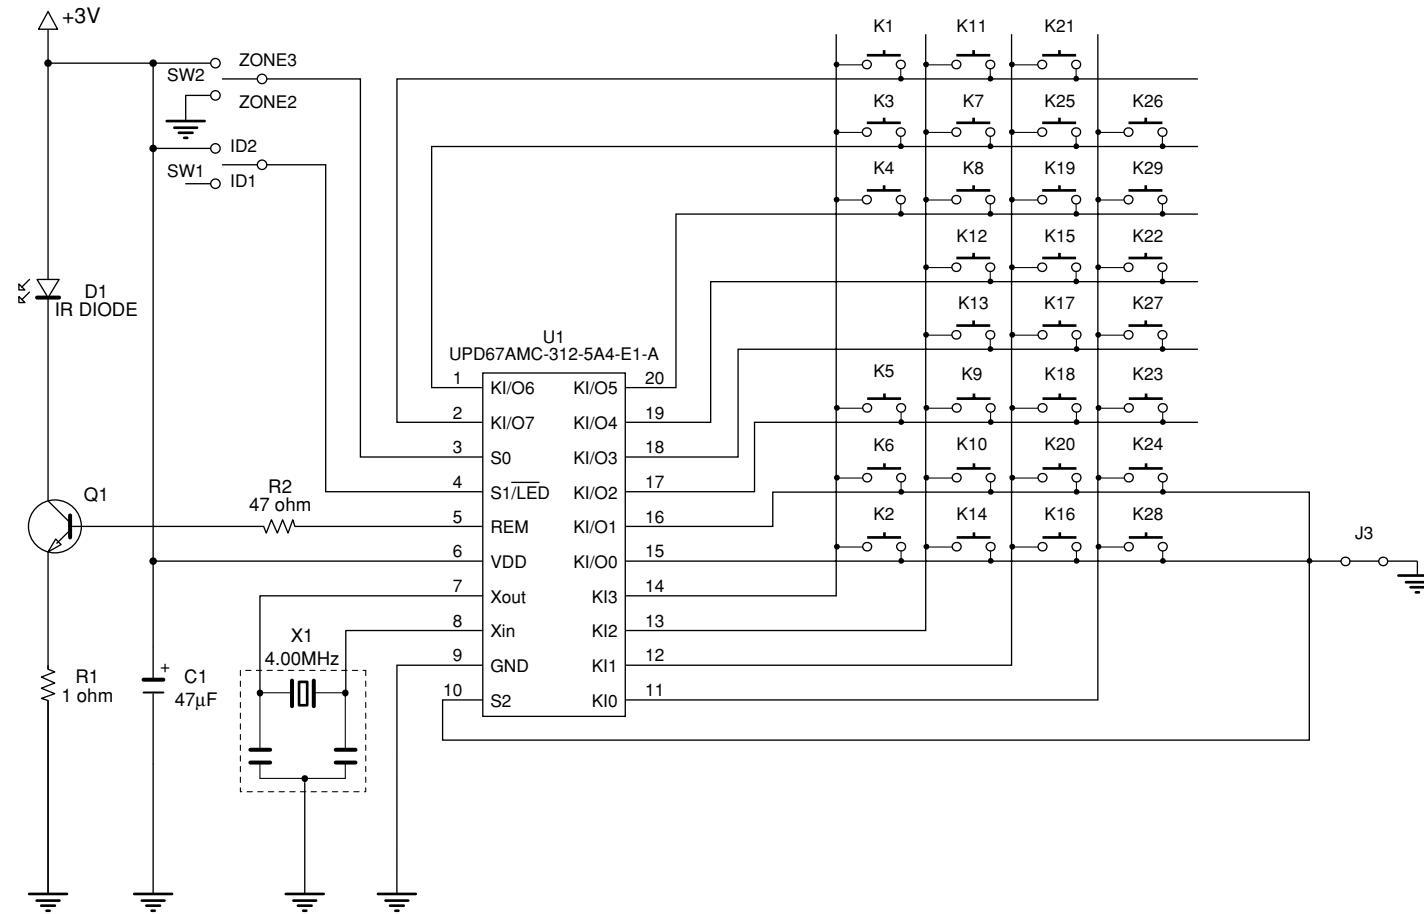 +3V
SW2
ZONE3
ZONE2
SW1
ID2
ID1
D1
IR DIODE
Q1
R2
47 ohm
R1
1 ohm
+
C1
47µF
X1
4.00MHz
U1
UPD67AMC-312-5A4-E1-A
1 KI/O6 KI/O5 20
2 KI/O7 KI/O4 19
3 S0 KI/O3 18
4 S1/LED KI/O2 17
5 REM KI/O1 16
6 VDD KI/O0 15
7 Xout KI3 14
8 Xin KI2 13
9 GND KI1 12
10 S2 KI0 11
K1 K11 K21
K3 K7 K25 K26
K4 K8 K19 K29
K12 K15 K22
K13 K17 K27
K5 K9 K18 K23
K6 K10 K20 K24
K2 K14 K16 K28
J3